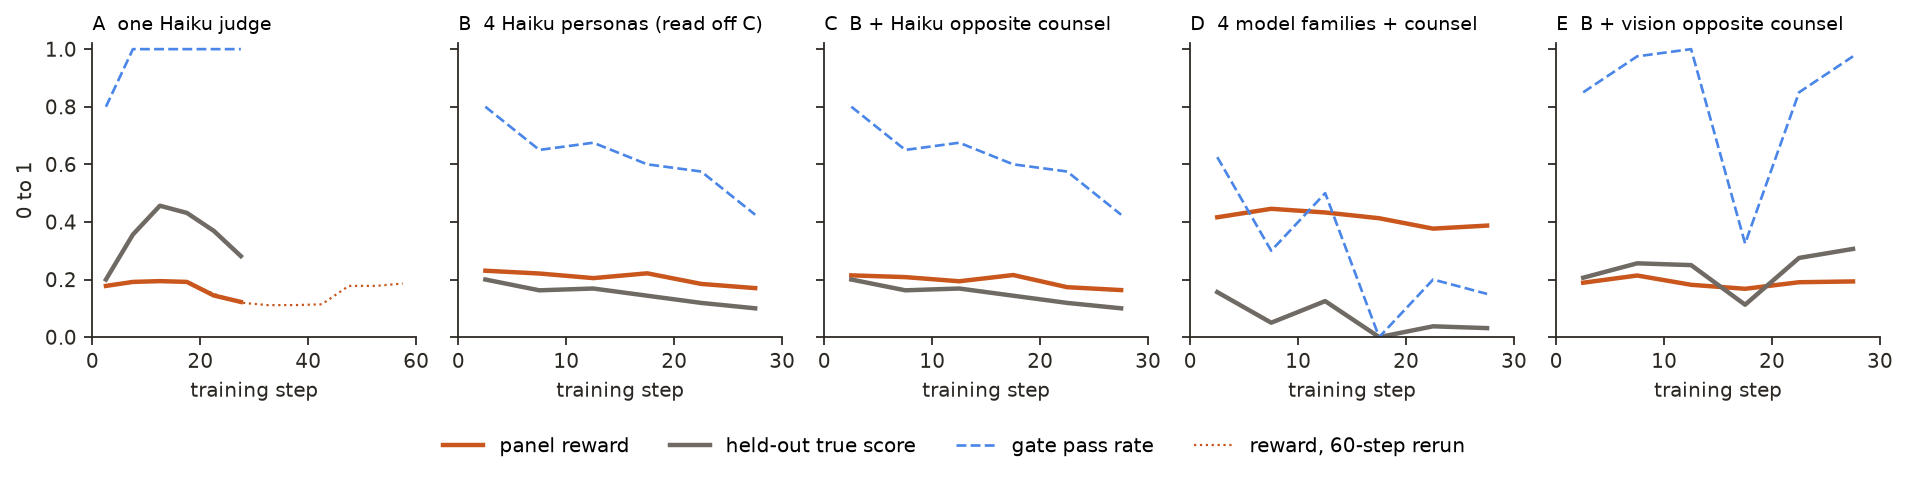 A  one Haiku judge
B  4 Haiku personas (read off C)
C  B + Haiku opposite counsel
D  4 model families + counsel
E  B + vision opposite counsel
0 to 1
1.0
0.8
0.6
0.4
0.2
0.0
0 20 40 60
0 10 20 30
0 10 20 30
0 10 20 30
0 10 20 30
training step
training step
training step
training step
training step
panel reward
held-out true score
gate pass rate
reward, 60-step rerun